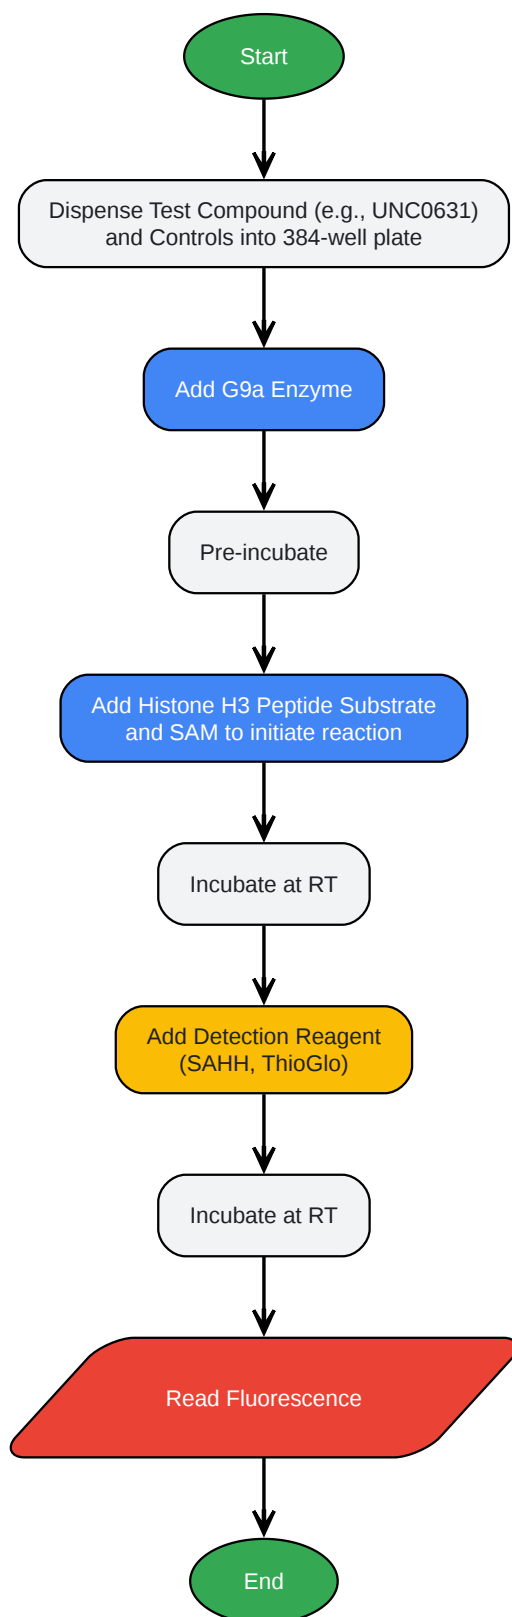 Start
Dispense Test Compound (e.g., UNC0631)
and Controls into 384-well plate
Add G9a Enzyme
Pre-incubate
Add Histone H3 Peptide Substrate
and SAM to initiate reaction
Incubate at RT
Add Detection Reagent
(SAHH, ThioGlo)
Incubate at RT
Read Fluorescence
End